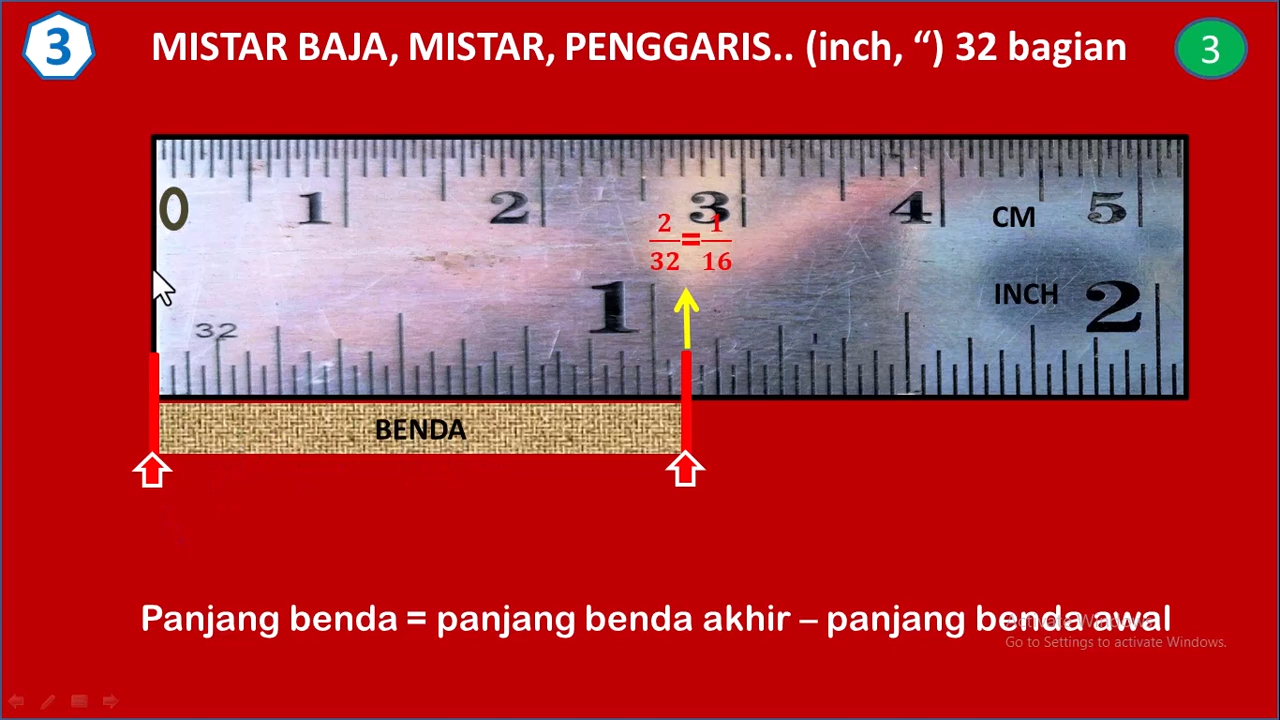 3
MISTAR BAJA, MISTAR, PENGGARIS.. (inch, “) 32 bagian
3
0 1 2 3 4 5
CM
2/32 = 1/16
INCH
1 2
32
BENDA
Panjang benda = panjang benda akhir – panjang benda awal
Activate Windows
Go to Settings to activate Windows.